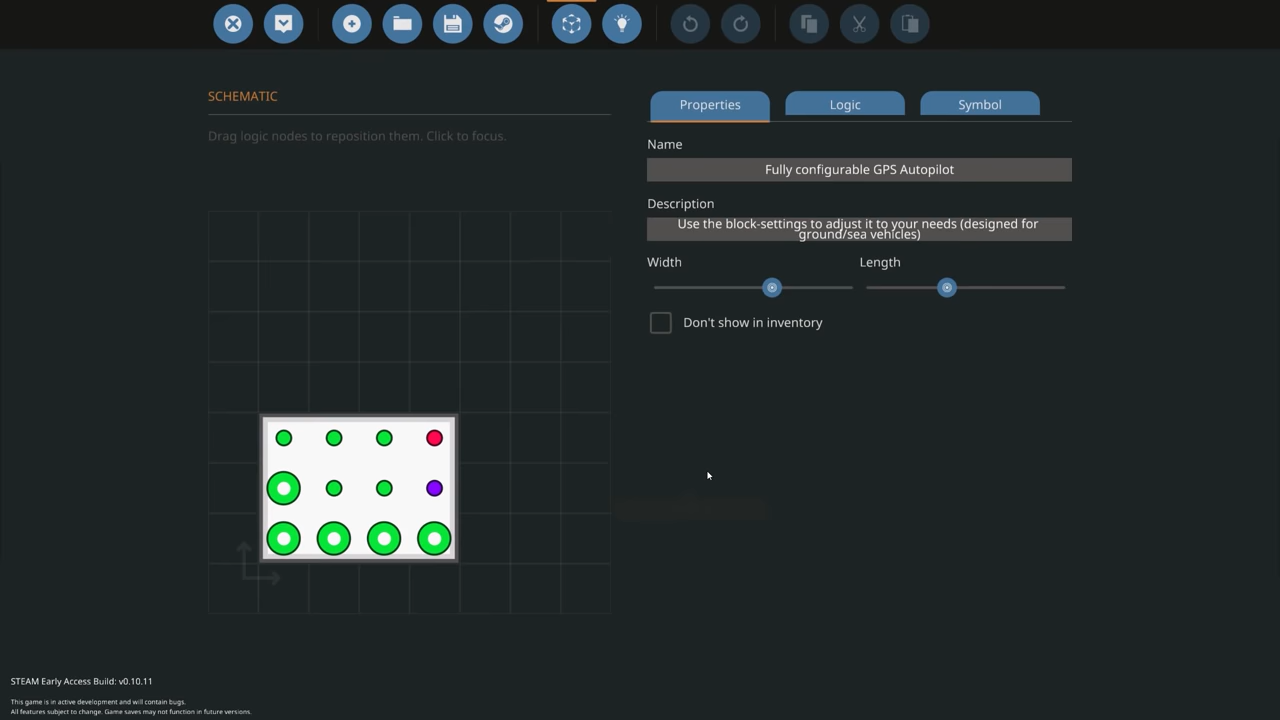 SCHEMATIC
Drag logic nodes to reposition them. Click to focus.
Properties
Logic
Symbol
Name
Fully configurable GPS Autopilot
Description
Use the block-settings to adjust it to your needs (designed for
ground/sea vehicles)
Width
Length
Don't show in inventory
STEAM Early Access Build: v0.10.11
This game is in active development and will contain bugs.
All features subject to change. Game saves may not function in future versions.